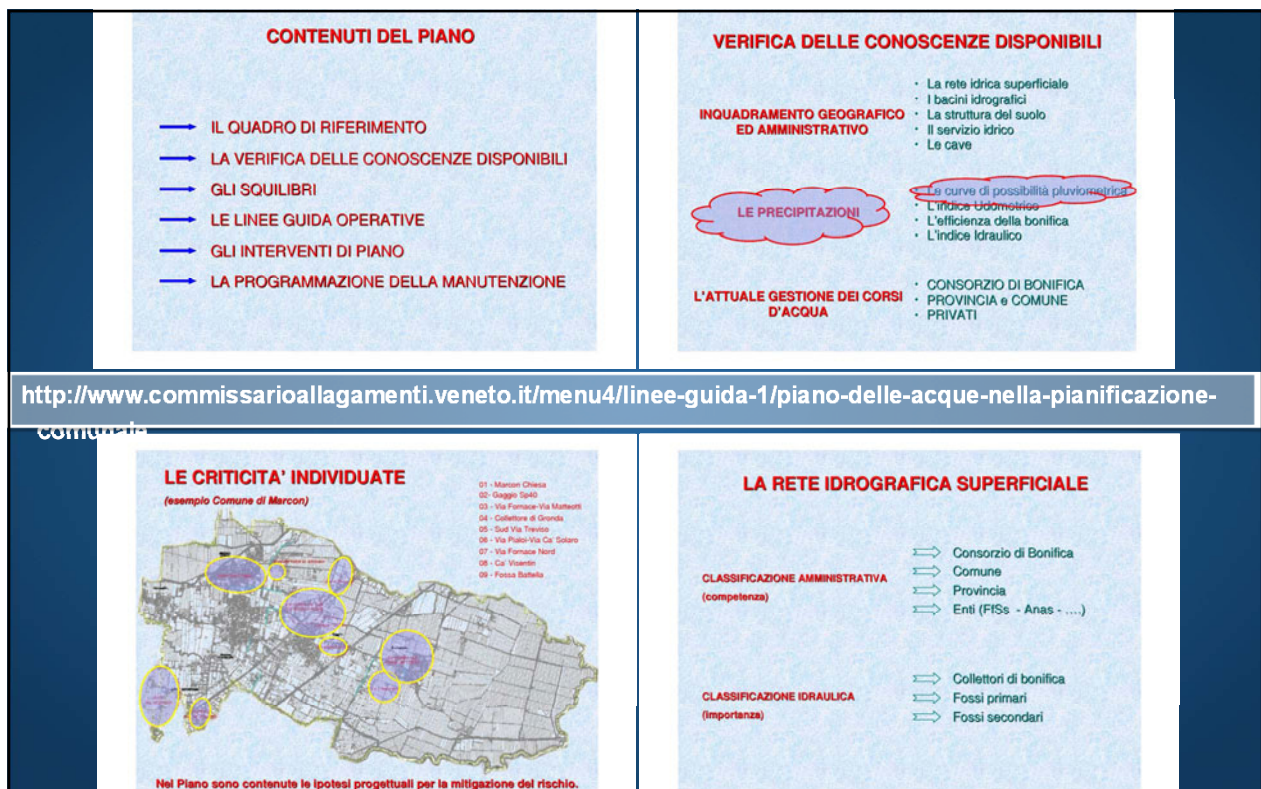 CONTENUTI DEL PIANO
IL QUADRO DI RIFERIMENTO
LA VERIFICA DELLE CONOSCENZE DISPONIBILI
GLI SQUILIBRI
LE LINEE GUIDA OPERATIVE
GLI INTERVENTI DI PIANO
LA PROGRAMMAZIONE DELLA MANUTENZIONE
VERIFICA DELLE CONOSCENZE DISPONIBILI
INQUADRAMENTO GEOGRAFICO
ED AMMINISTRATIVO
• La rete idrica superficiale
• I bacini idrografici
• La struttura del suolo
• Il servizio idrico
• Le cave
LE PRECIPITAZIONI
• Le curve di possibilità pluviometrica
• L'indice Udometrico
• L'efficienza della bonifica
• L'indice Idraulico
L'ATTUALE GESTIONE DEI CORSI
D'ACQUA
• CONSORZIO DI BONIFICA
• PROVINCIA e COMUNE
• PRIVATI
http://www.commissarioallagamenti.veneto.it/menu4/linee-guida-1/piano-delle-acque-nella-pianificazione-
comunale
LE CRITICITA' INDIVIDUATE
(esempio Comune di Marcon)
01 - Marcon Chiesa
02- Gaggio Sp40
03 - Via Fornace-Via Matteotti
04 - Collettore di Gronda
05 - Sud Via Treviso
06 - Via Pialoi-Via Ca' Solaro
07 - Via Fornace Nord
08 - Ca' Visentin
09 - Fossa Battella
Nel Piano sono contenute le ipotesi progettuali per la mitigazione del rischio.
LA RETE IDROGRAFICA SUPERFICIALE
CLASSIFICAZIONE AMMINISTRATIVA
(competenza)
Consorzio di Bonifica
Comune
Provincia
Enti (FISs - Anas - ....)
CLASSIFICAZIONE IDRAULICA
(importanza)
Collettori di bonifica
Fossi primari
Fossi secondari